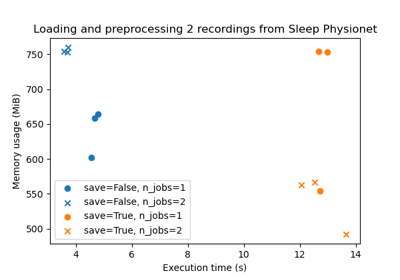 Loading and preprocessing 2 recordings from Sleep Physionet
750
700
650
600
550
500
Memory usage (MiB)
save=False, n_jobs=1
save=False, n_jobs=2
save=True, n_jobs=1
save=True, n_jobs=2
4 6 8 10 12 14
Execution time (s)